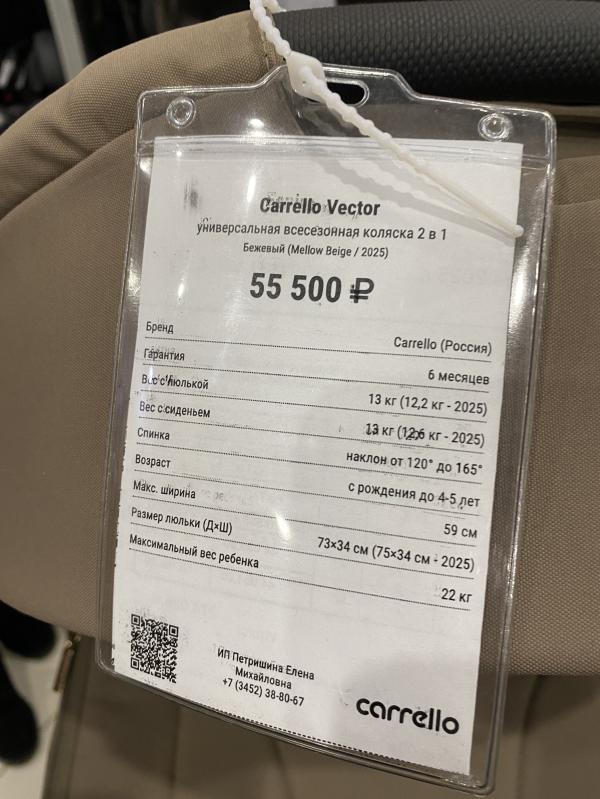 Carrello Vector
универсальная всесезонная коляска 2 в 1
Бежевый (Mellow Beige / 2025)
55 500 ₽
Бренд Carrello (Россия)
Гарантия 6 месяцев
Вес с люлькой 13 кг (12,2 кг - 2025)
Вес с сиденьем 13 кг (12,6 кг - 2025)
Спинка наклон от 120° до 165°
Возраст с рождения до 4-5 лет
Макс. ширина 59 см
Размер люльки (Д×Ш) 73×34 см (75×34 см - 2025)
Максимальный вес ребенка 22 кг
ИП Петришина Елена
Михайловна
+7 (3452) 38-80-67
carrello